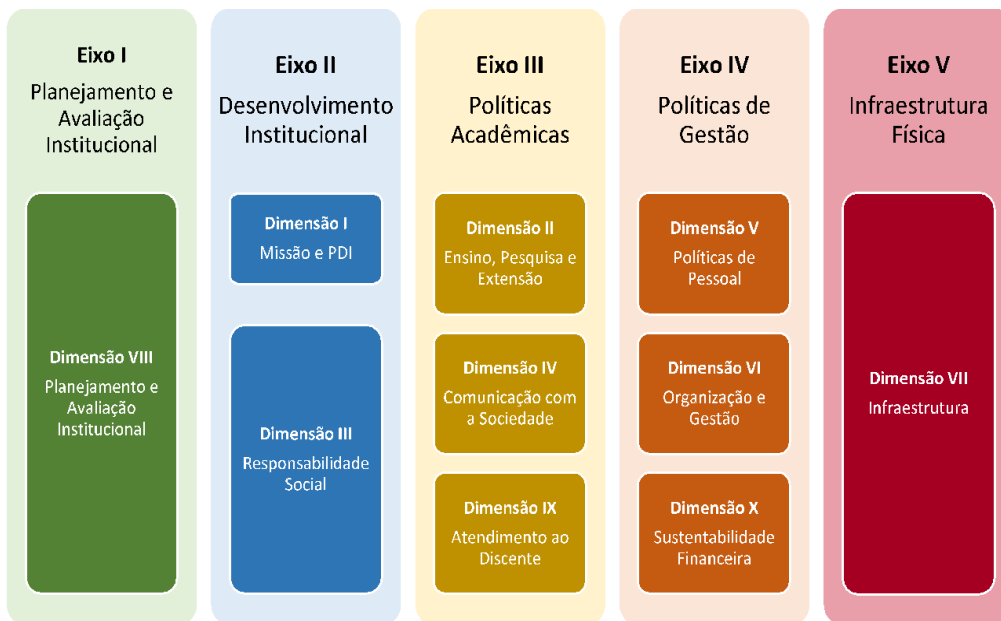 Eixo I
Planejamento e
Avaliação
Institucional
Dimensão VIII
Planejamento e
Avaliação
Institucional
Eixo II
Desenvolvimento
Institucional
Dimensão I
Missão e PDI
Dimensão III
Responsabilidade
Social
Eixo III
Políticas
Acadêmicas
Dimensão II
Ensino, Pesquisa e
Extensão
Dimensão IV
Comunicação com
a Sociedade
Dimensão IX
Atendimento ao
Discente
Eixo IV
Políticas de
Gestão
Dimensão V
Políticas de
Pessoal
Dimensão VI
Organização e
Gestão
Dimensão X
Sustentabilidade
Financeira
Eixo V
Infraestrutura
Física
Dimensão VII
Infraestrutura